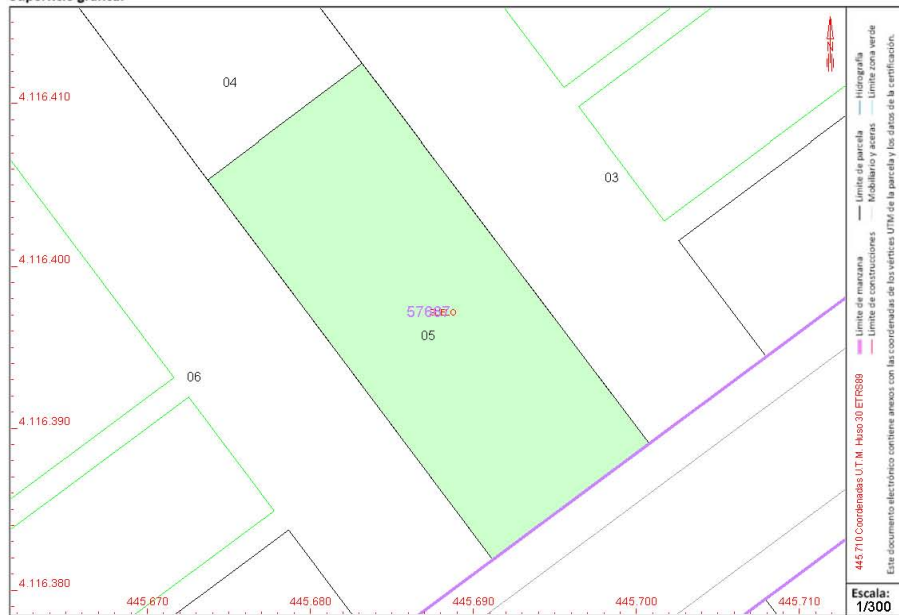 04
4.116.410
03
4.116.400
57687
SUELO
05
06
4.116.390
4.116.380
445.670
445.680
445.690
445.700
445.710
445.710 Coordenadas U.T.M. Huso 30 ETRS89
Límite de manzana
Límite de parcela
Hidrografía
Límite de construcciones
Mobiliario y aceras
Límite zona verde
Este documento electrónico contiene anexos con las coordenadas de los vértices UTM de la parcela y los datos de la certificación.
Escala:
1/300